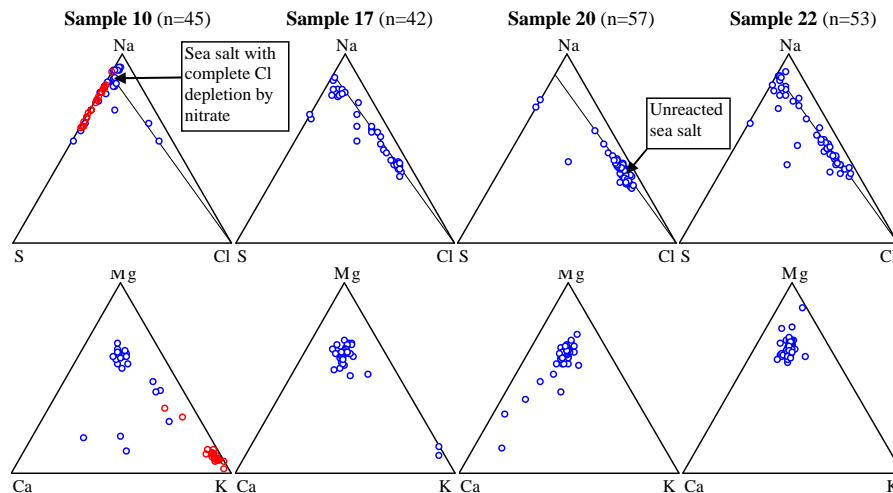 Sample 10 (n=45) Sample 17 (n=42) Sample 20 (n=57) Sample 22 (n=53)
Na Na Na Na
Sea salt with
complete Cl
depletion by
nitrate
Unreacted
sea salt
S Cl S Cl S Cl S Cl
Mg Mg Mg Mg
Ca K Ca K Ca K Ca K